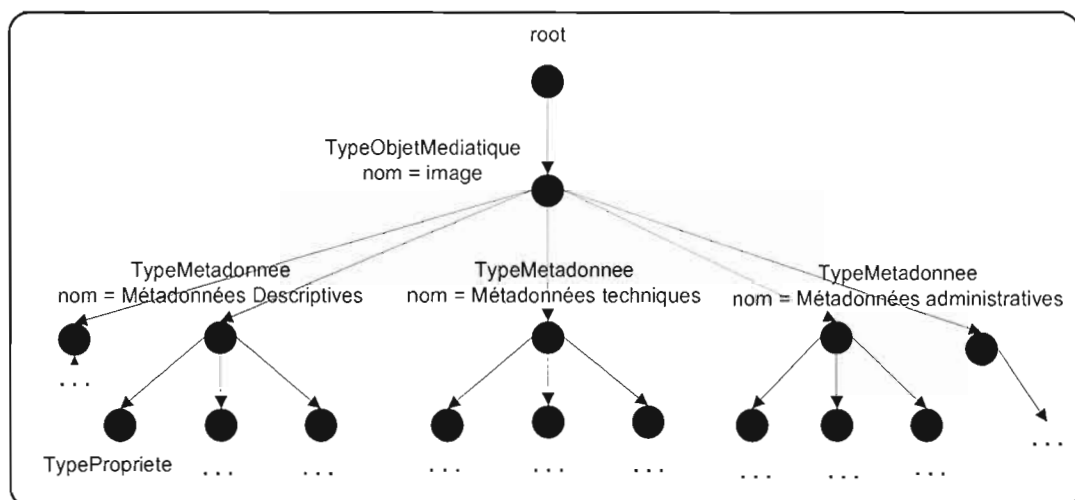 root
TypeObjetMediatique
nom = image
TypeMetadonnee
nom = Métadonnées Descriptives
TypeMetadonnee
nom = Métadonnées techniques
TypeMetadonnee
nom = Métadonnées administratives
. . .
TypePropriete
. . .
. . .
. . .
. . .
. . .
. . .
. . .
. . .
. . .